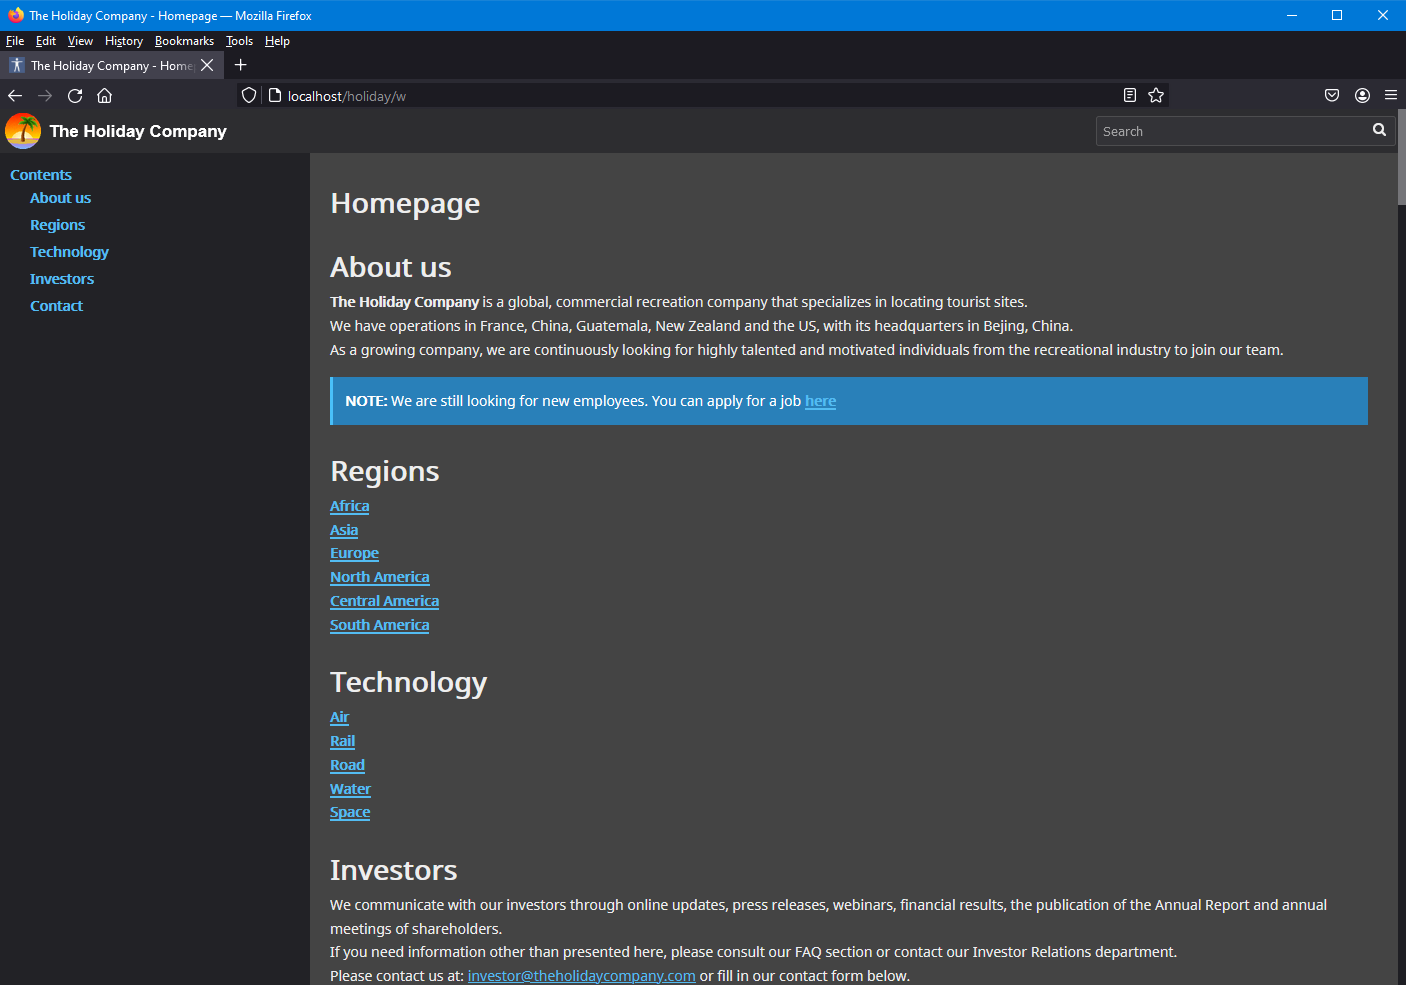 The Holiday Company - Homepage — Mozilla Firefox
File Edit View History Bookmarks Tools Help
The Holiday Company - Home
localhost/holiday/w
The Holiday Company
Search
Contents
About us
Regions
Technology
Investors
Contact
Homepage
About us
The Holiday Company is a global, commercial recreation company that specializes in locating tourist sites.
We have operations in France, China, Guatemala, New Zealand and the US, with its headquarters in Bejing, China.
As a growing company, we are continuously looking for highly talented and motivated individuals from the recreational industry to join our team.
NOTE: We are still looking for new employees. You can apply for a job here
Regions
Africa
Asia
Europe
North America
Central America
South America
Technology
Air
Rail
Road
Water
Space
Investors
We communicate with our investors through online updates, press releases, webinars, financial results, the publication of the Annual Report and annual
meetings of shareholders.
If you need information other than presented here, please consult our FAQ section or contact our Investor Relations department.
Please contact us at: investor@theholidaycompany.com or fill in our contact form below.